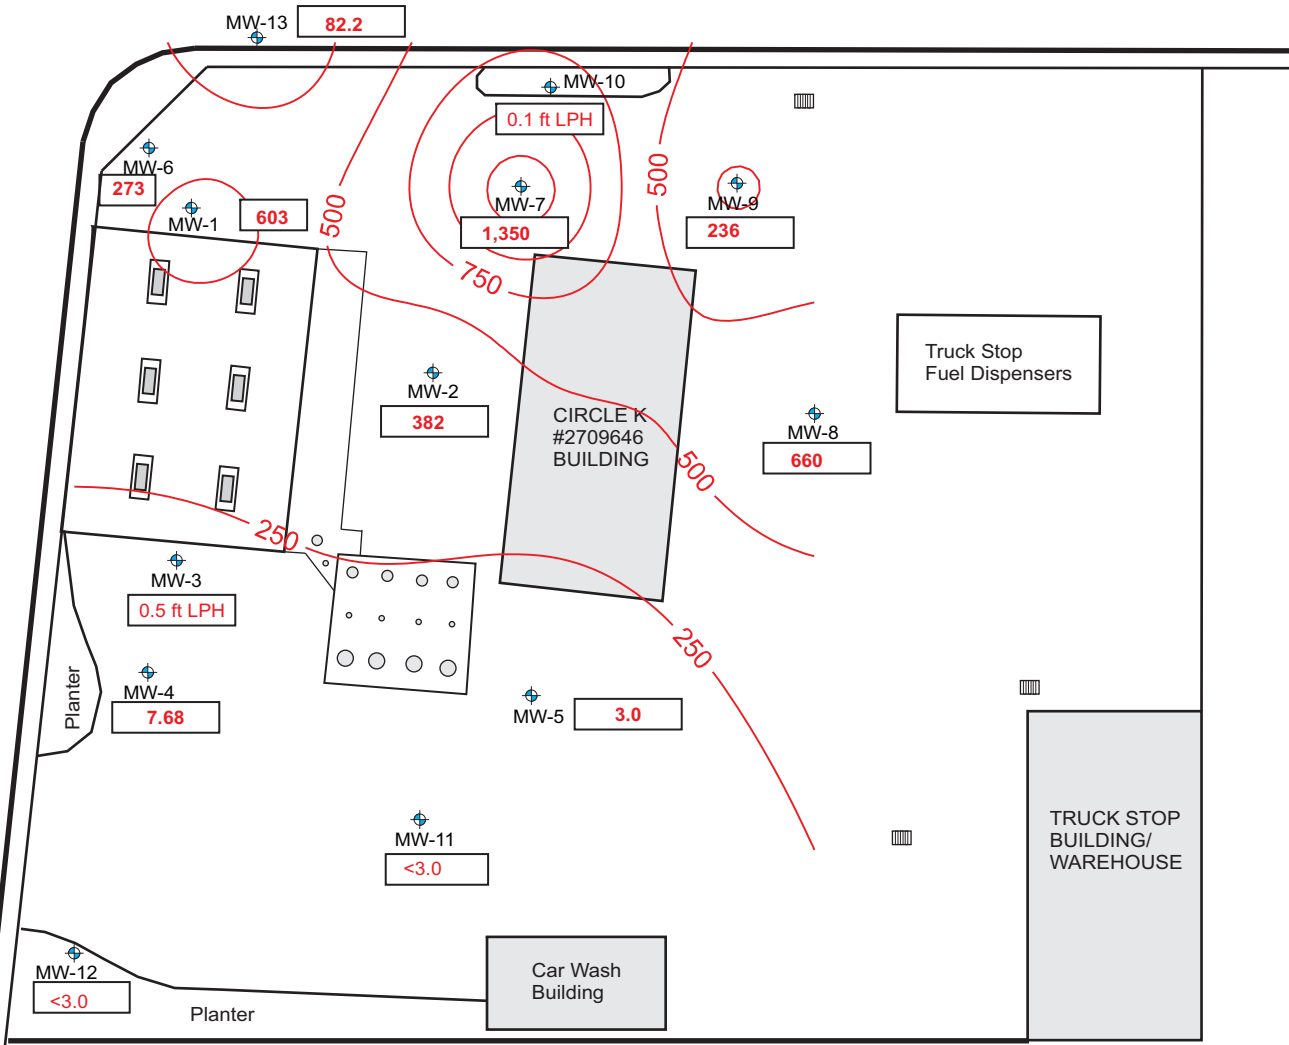 MW-13
82.2
MW-10
0.1 ft LPH
MW-6
273
MW-1
603
500
MW-7
1,350
750
500
MW-9
236
Truck Stop
Fuel Dispensers
MW-2
382
CIRCLE K
#2709646
BUILDING
500
MW-8
660
250
MW-3
0.5 ft LPH
250
Planter
MW-4
7.68
MW-5
3.0
MW-11
<3.0
TRUCK STOP
BUILDING/
WAREHOUSE
MW-12
<3.0
Planter
Car Wash
Building